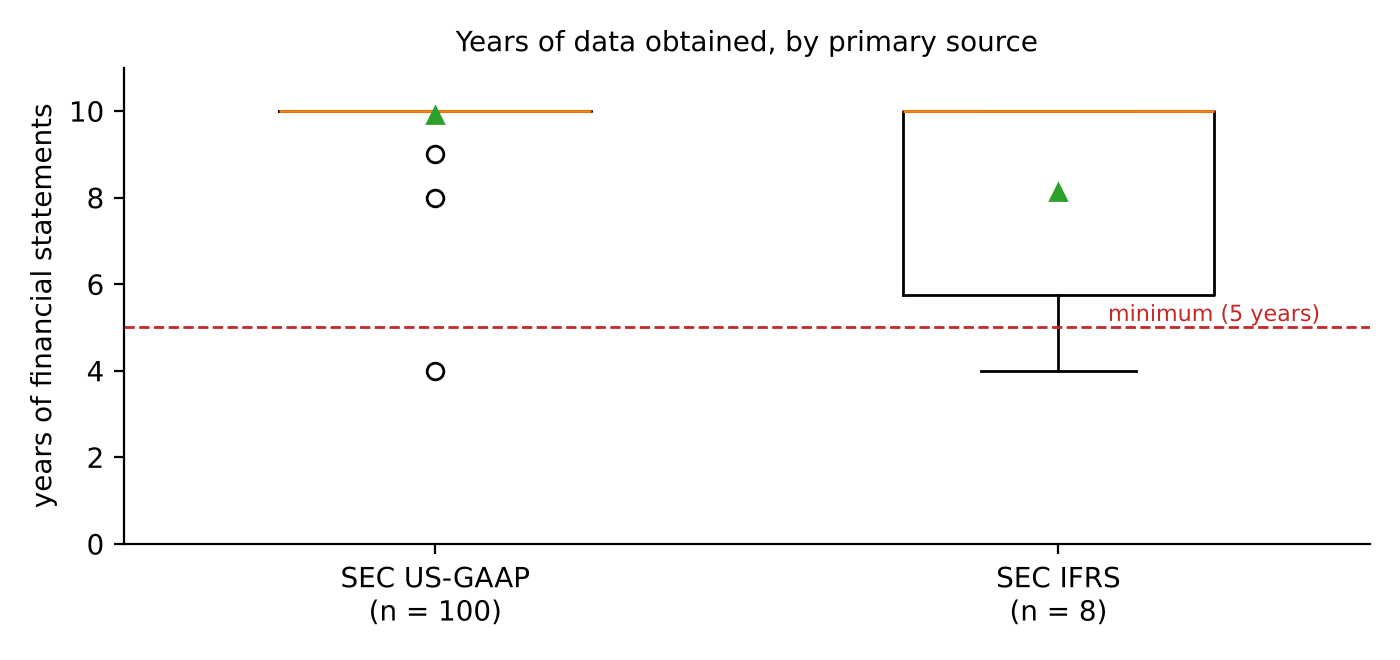 Years of data obtained, by primary source
years of financial statements
10
8
6
4
2
0
minimum (5 years)
SEC US-GAAP
(n = 100)
SEC IFRS
(n = 8)